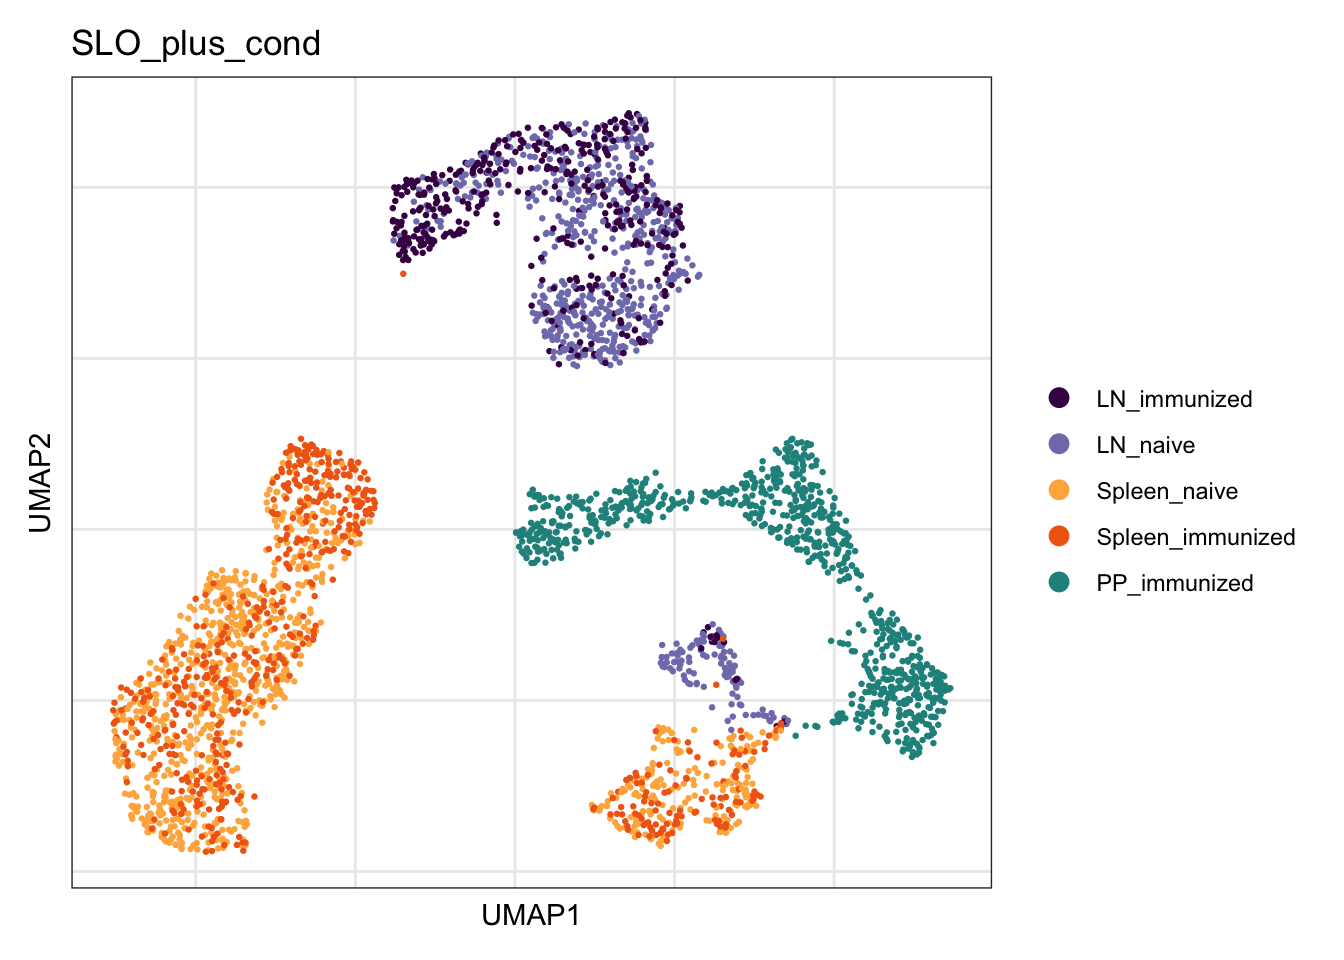 SLO_plus_cond
UMAP2
UMAP1
LN_immunized
LN_naive
Spleen_naive
Spleen_immunized
PP_immunized